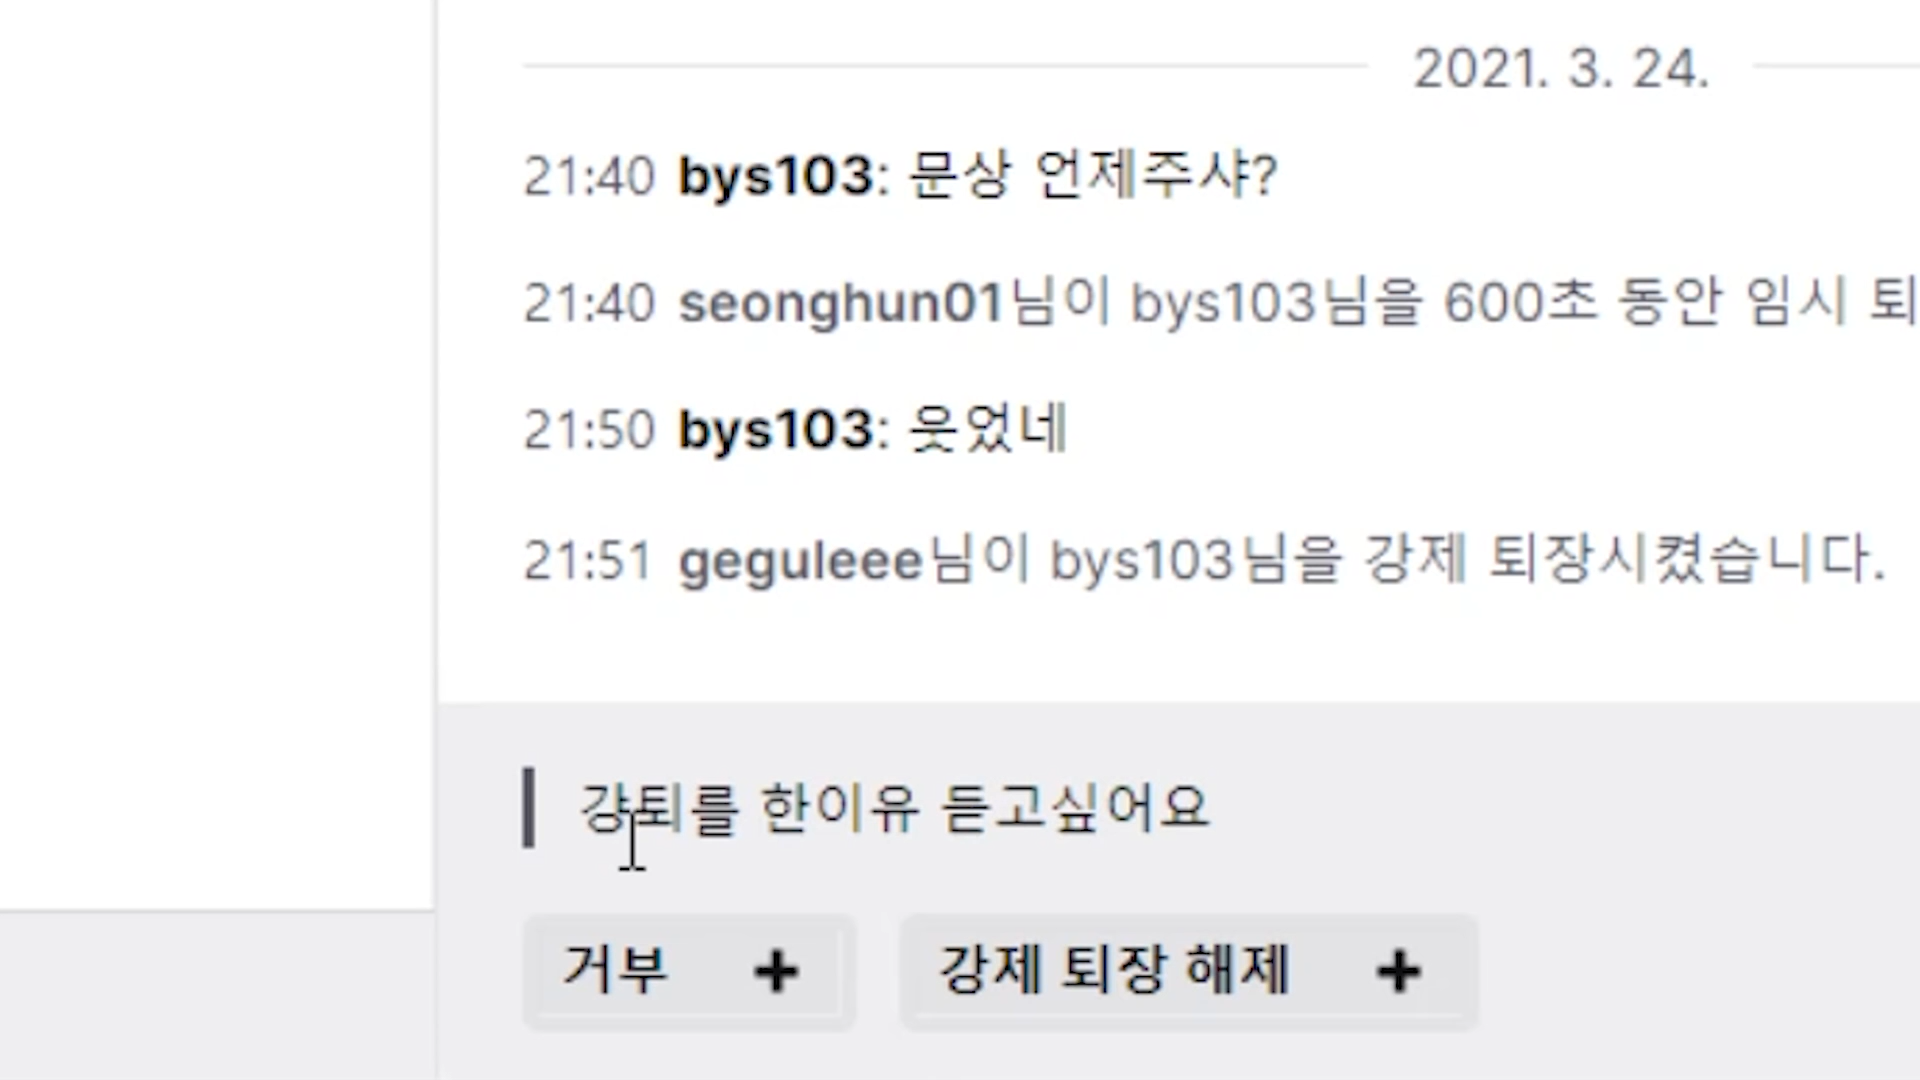 2021. 3. 24.
21:40 bys103: 문상 언제주샤?
21:40 seonghun01님이 bys103님을 600초 동안 임시 퇴
21:50 bys103: 읏었네
21:51 geguleee님이 bys103님을 강제 퇴장시켰습니다.
걍퇴를 한이유 듣고싶어요
거부 +
강제 퇴장 해제 +